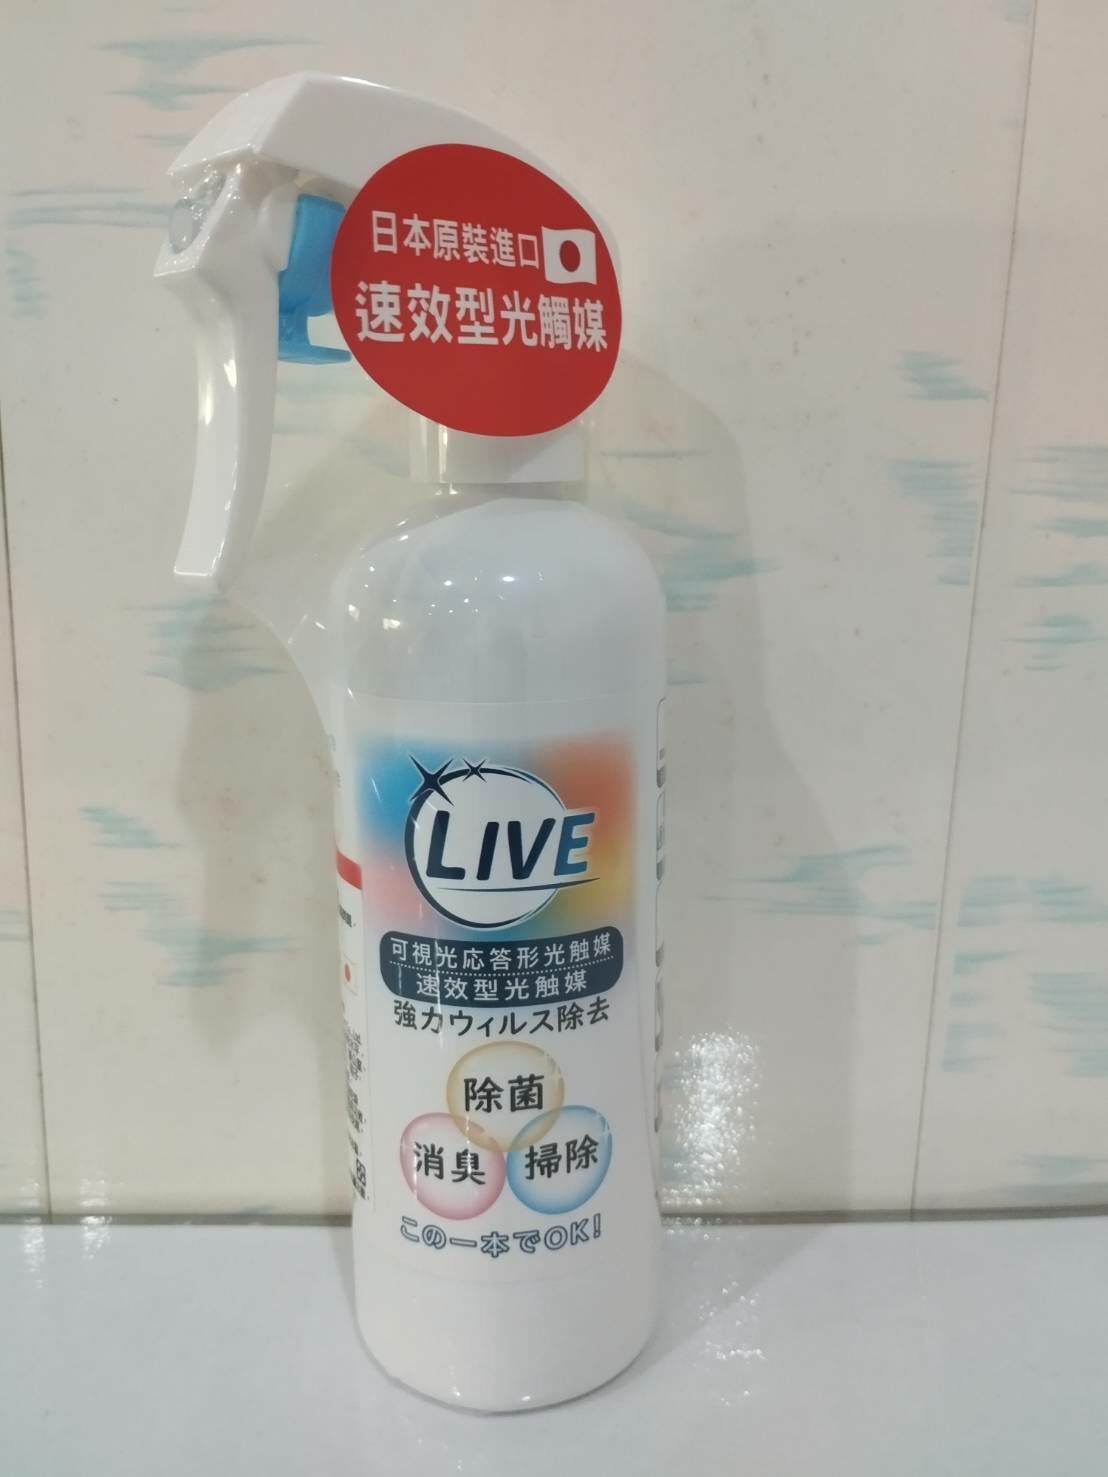 日本原裝進口
速效型光觸媒
LIVE
可視光応答形光触媒
速效型光触媒
強力ウィルス除去
除菌
消臭
掃除
この一本でOK!